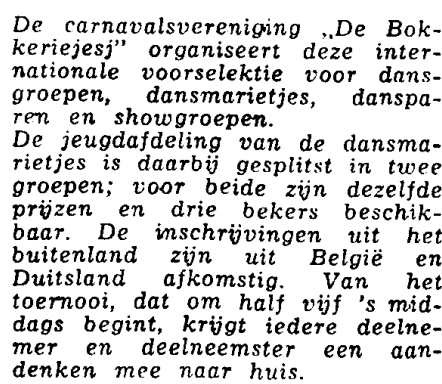 De carnavalsvereniging „De Bok-
keriejesj" organiseert deze inter-
nationale voorselektie voor dans-
groepen, dansmarietjes, danspa-
ren en showgroepen.
De jeugdafdeling van de dansma-
rietjes is daarbij gesplitst in twee
groepen; voor beide zijn dezelfde
prijzen en drie bekers beschik-
baar. De inschrijvingen uit het
buitenland zijn uit België en
Duitsland afkomstig. Van het
toernooi, dat om half vijf 's mid-
dags begint, krijgt iedere deelne-
mer en deelneemster een aan-
denken mee naar huis.